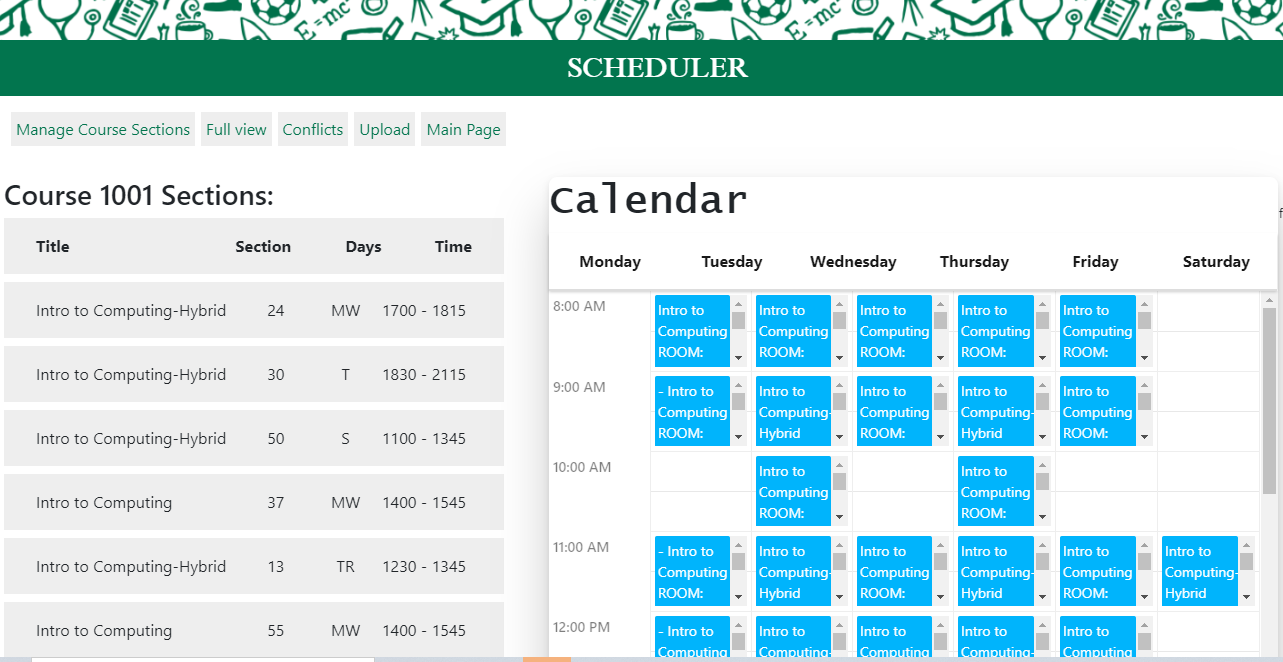 E=mc²
SCHEDULER
Manage Course Sections Full view Conflicts Upload Main Page
Course 1001 Sections:
Title Section Days Time
Intro to Computing-Hybrid 24 MW 1700 - 1815
Intro to Computing-Hybrid 30 T 1830 - 2115
Intro to Computing-Hybrid 50 S 1100 - 1345
Intro to Computing 37 MW 1400 - 1545
Intro to Computing-Hybrid 13 TR 1230 - 1345
Intro to Computing 55 MW 1400 - 1545
Calendar
f
Monday Tuesday Wednesday Thursday Friday Saturday
8:00 AM
Intro to
Computing
ROOM:
Intro to
Computing
ROOM:
Intro to
Computing
ROOM:
Intro to
Computing
ROOM:
Intro to
Computing
ROOM:
9:00 AM
- Intro to
Computing
ROOM:
Intro to
Computing-
Hybrid
Intro to
Computing
ROOM:
Intro to
Computing-
Hybrid
Intro to
Computing
ROOM:
10:00 AM
Intro to
Computing
ROOM:
Intro to
Computing
ROOM:
11:00 AM
- Intro to
Computing
ROOM:
Intro to
Computing-
Hybrid
Intro to
Computing
ROOM:
Intro to
Computing-
Hybrid
Intro to
Computing
ROOM:
Intro to
Computing-
Hybrid
12:00 PM
- Intro to
Computing
Intro to
Computing
Intro to
Computing
Intro to
Computing
Intro to
Computing